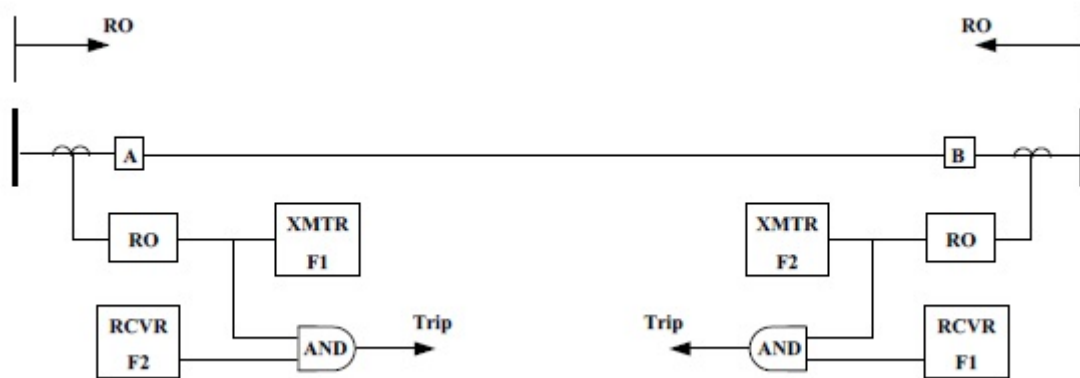 RO
RO
A
B
RO
XMTR
F1
XMTR
F2
RO
RCVR
F2
AND
Trip
Trip
AND
RCVR
F1